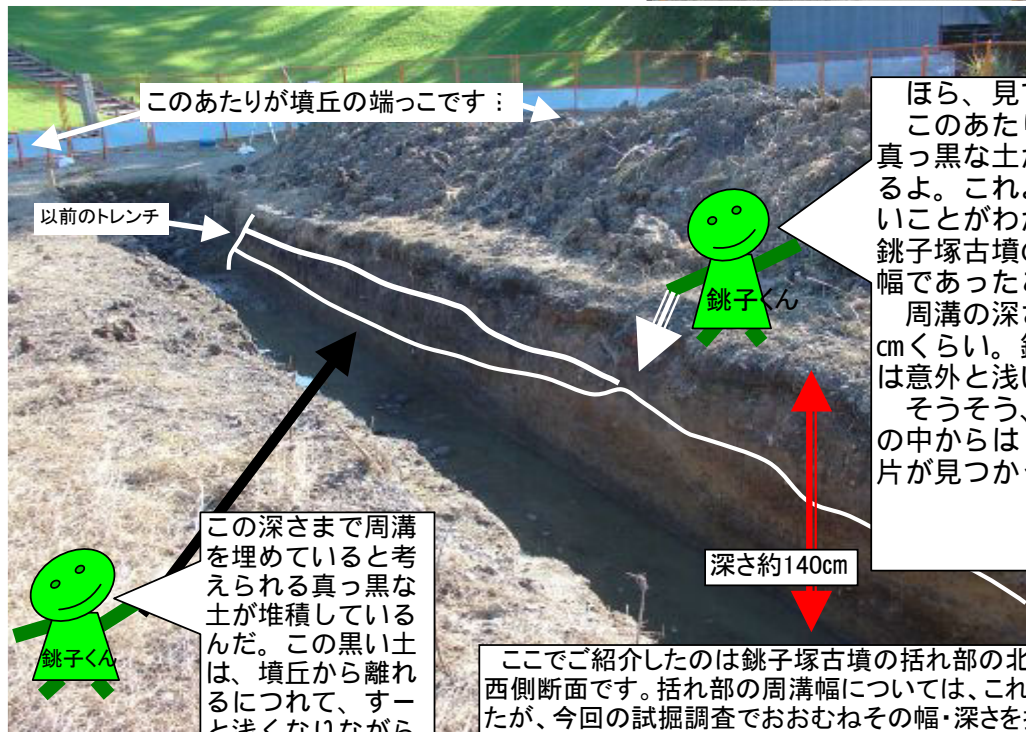 このあたりが墳丘の端っこです；
以前のトレンチ
ほら、見
このあたり
真っ黒な土
るよ。これ
いことがわ
銚子塚古墳
幅であった
周溝の深
cmくらい。
は意外と浅
そうそう、
の中からは
片が見つか
銚子くん
深さ約140cm
この深さまで周溝
を埋めていると考
えられる真っ黒な
土が堆積している
んだ。この黒い土
は、墳丘から離れ
るにつれて、すー
と浅くなりながら
銚子くん
ここでご紹介したのは銚子塚古墳の括れ部の北
西側断面です。括れ部の周溝幅については、これ
たが、今回の試掘調査でおおむねその幅・深さを